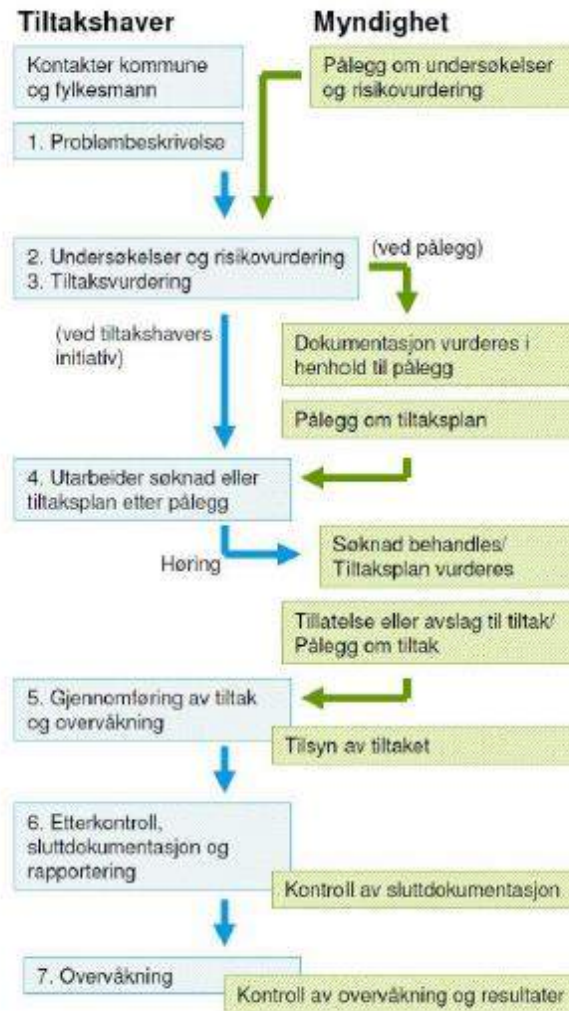 Tiltakshaver
Myndighet
Kontakter kommune
og fylkesmann
Pålegg om undersøkelser
og risikovurdering
1. Problembeskrivelse
2. Undersøkelser og risikovurdering
3. Tiltaksvurdering
(ved pålegg)
(ved tiltakshavers
initiativ)
Dokumentasjon vurderes i
henhold til pålegg
Pålegg om tiltaksplan
4. Utarbeider søknad eller
tiltaksplan etter pålegg
Høring
Søknad behandles/
Tiltaksplan vurderes
Tillatelse eller avslag til tiltak/
Pålegg om tiltak
5. Gjennomføring av tiltak
og overvåkning
Tilsyn av tiltaket
6. Etterkontroll,
sluttdokumentasjon og
rapportering
Kontroll av sluttdokumentasjon
7. Overvåkning
Kontroll av overvåkning og resultater